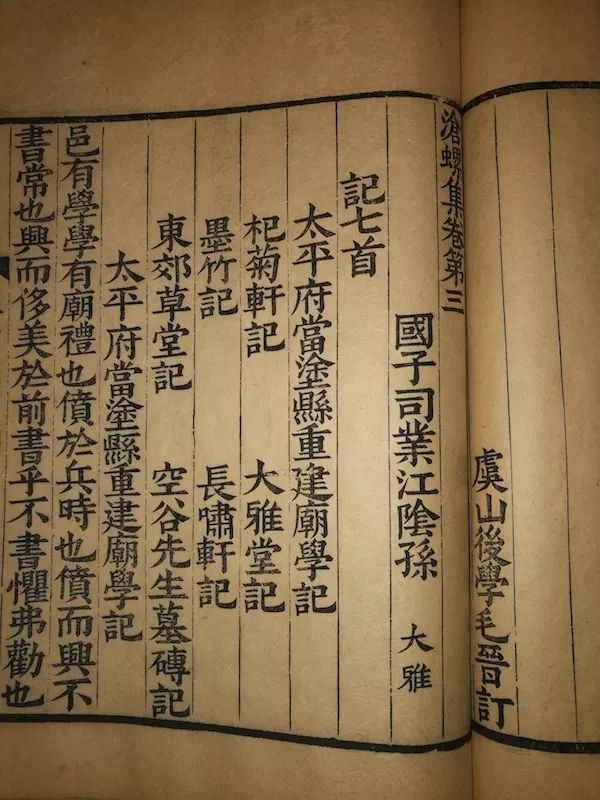 虞山後學毛晉訂
滄螺集卷第三
國子司業江陰孫 大雅
記七首
太平府當塗縣重建廟學記
杞菊軒記 大雅堂記
墨竹記 長嘯軒記
東郊草堂記 空谷先生墓磚記
太平府當塗縣重建廟學記
邑有學學有廟禮也僨於兵時也僨而興不
書常也興而侈美於前書乎不書懼弗勸也